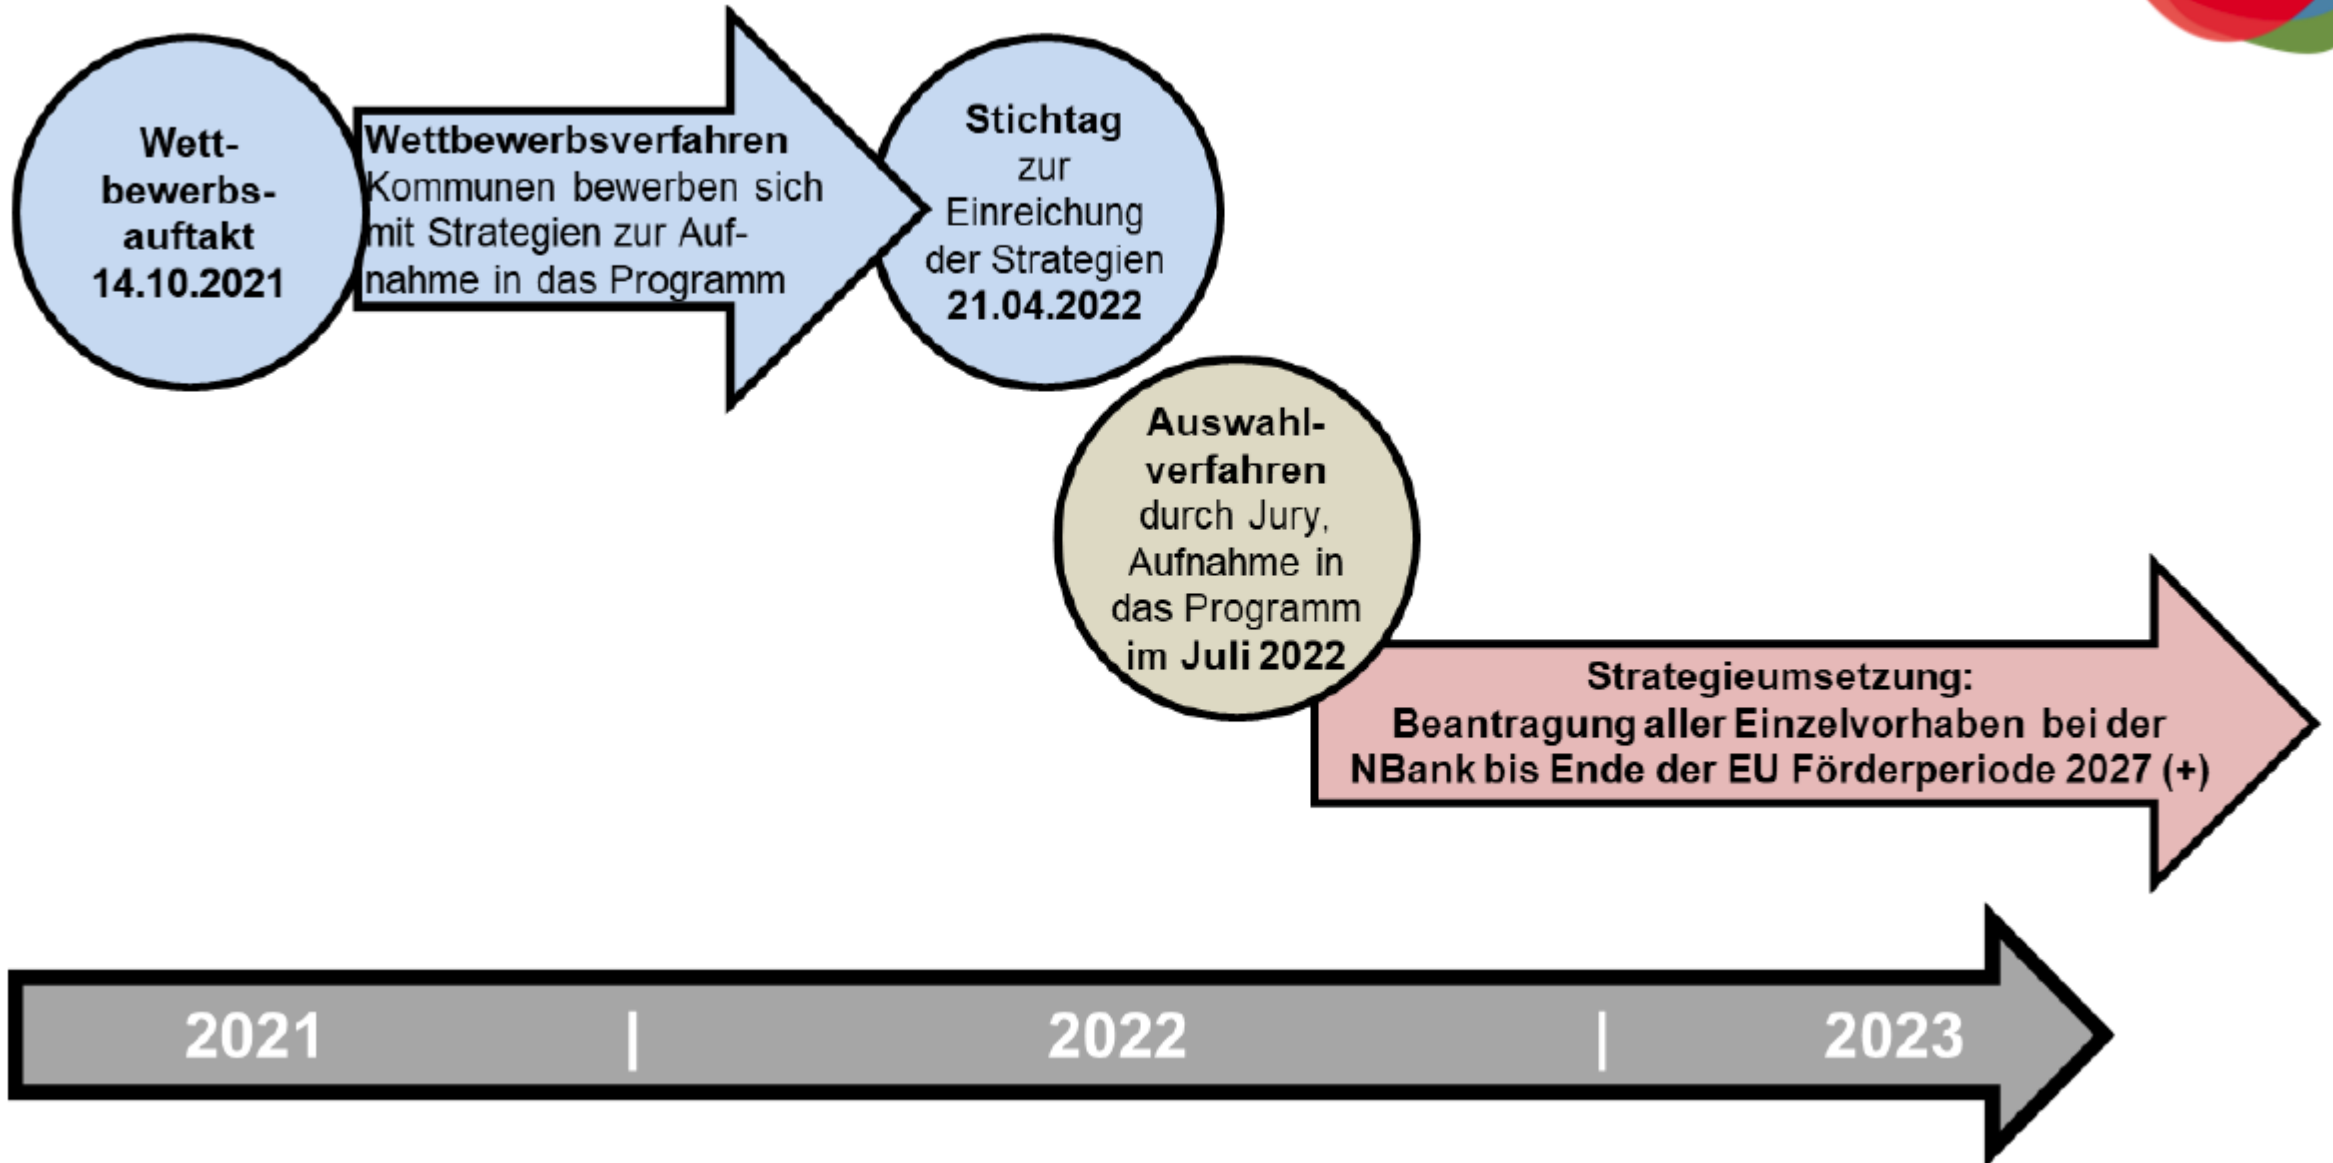 Wett-
bewerbs-
auftakt
14.10.2021
Wettbewerbsverfahren
Kommunen bewerben sich
mit Strategien zur Auf-
nahme in das Programm
Stichtag
zur
Einreichung
der Strategien
21.04.2022
Auswahl-
verfahren
durch Jury,
Aufnahme in
das Programm
im Juli 2022
Strategieumsetzung:
Beantragung aller Einzelvorhaben bei der
NBank bis Ende der EU Förderperiode 2027 (+)
2021 | 2022 | 2023